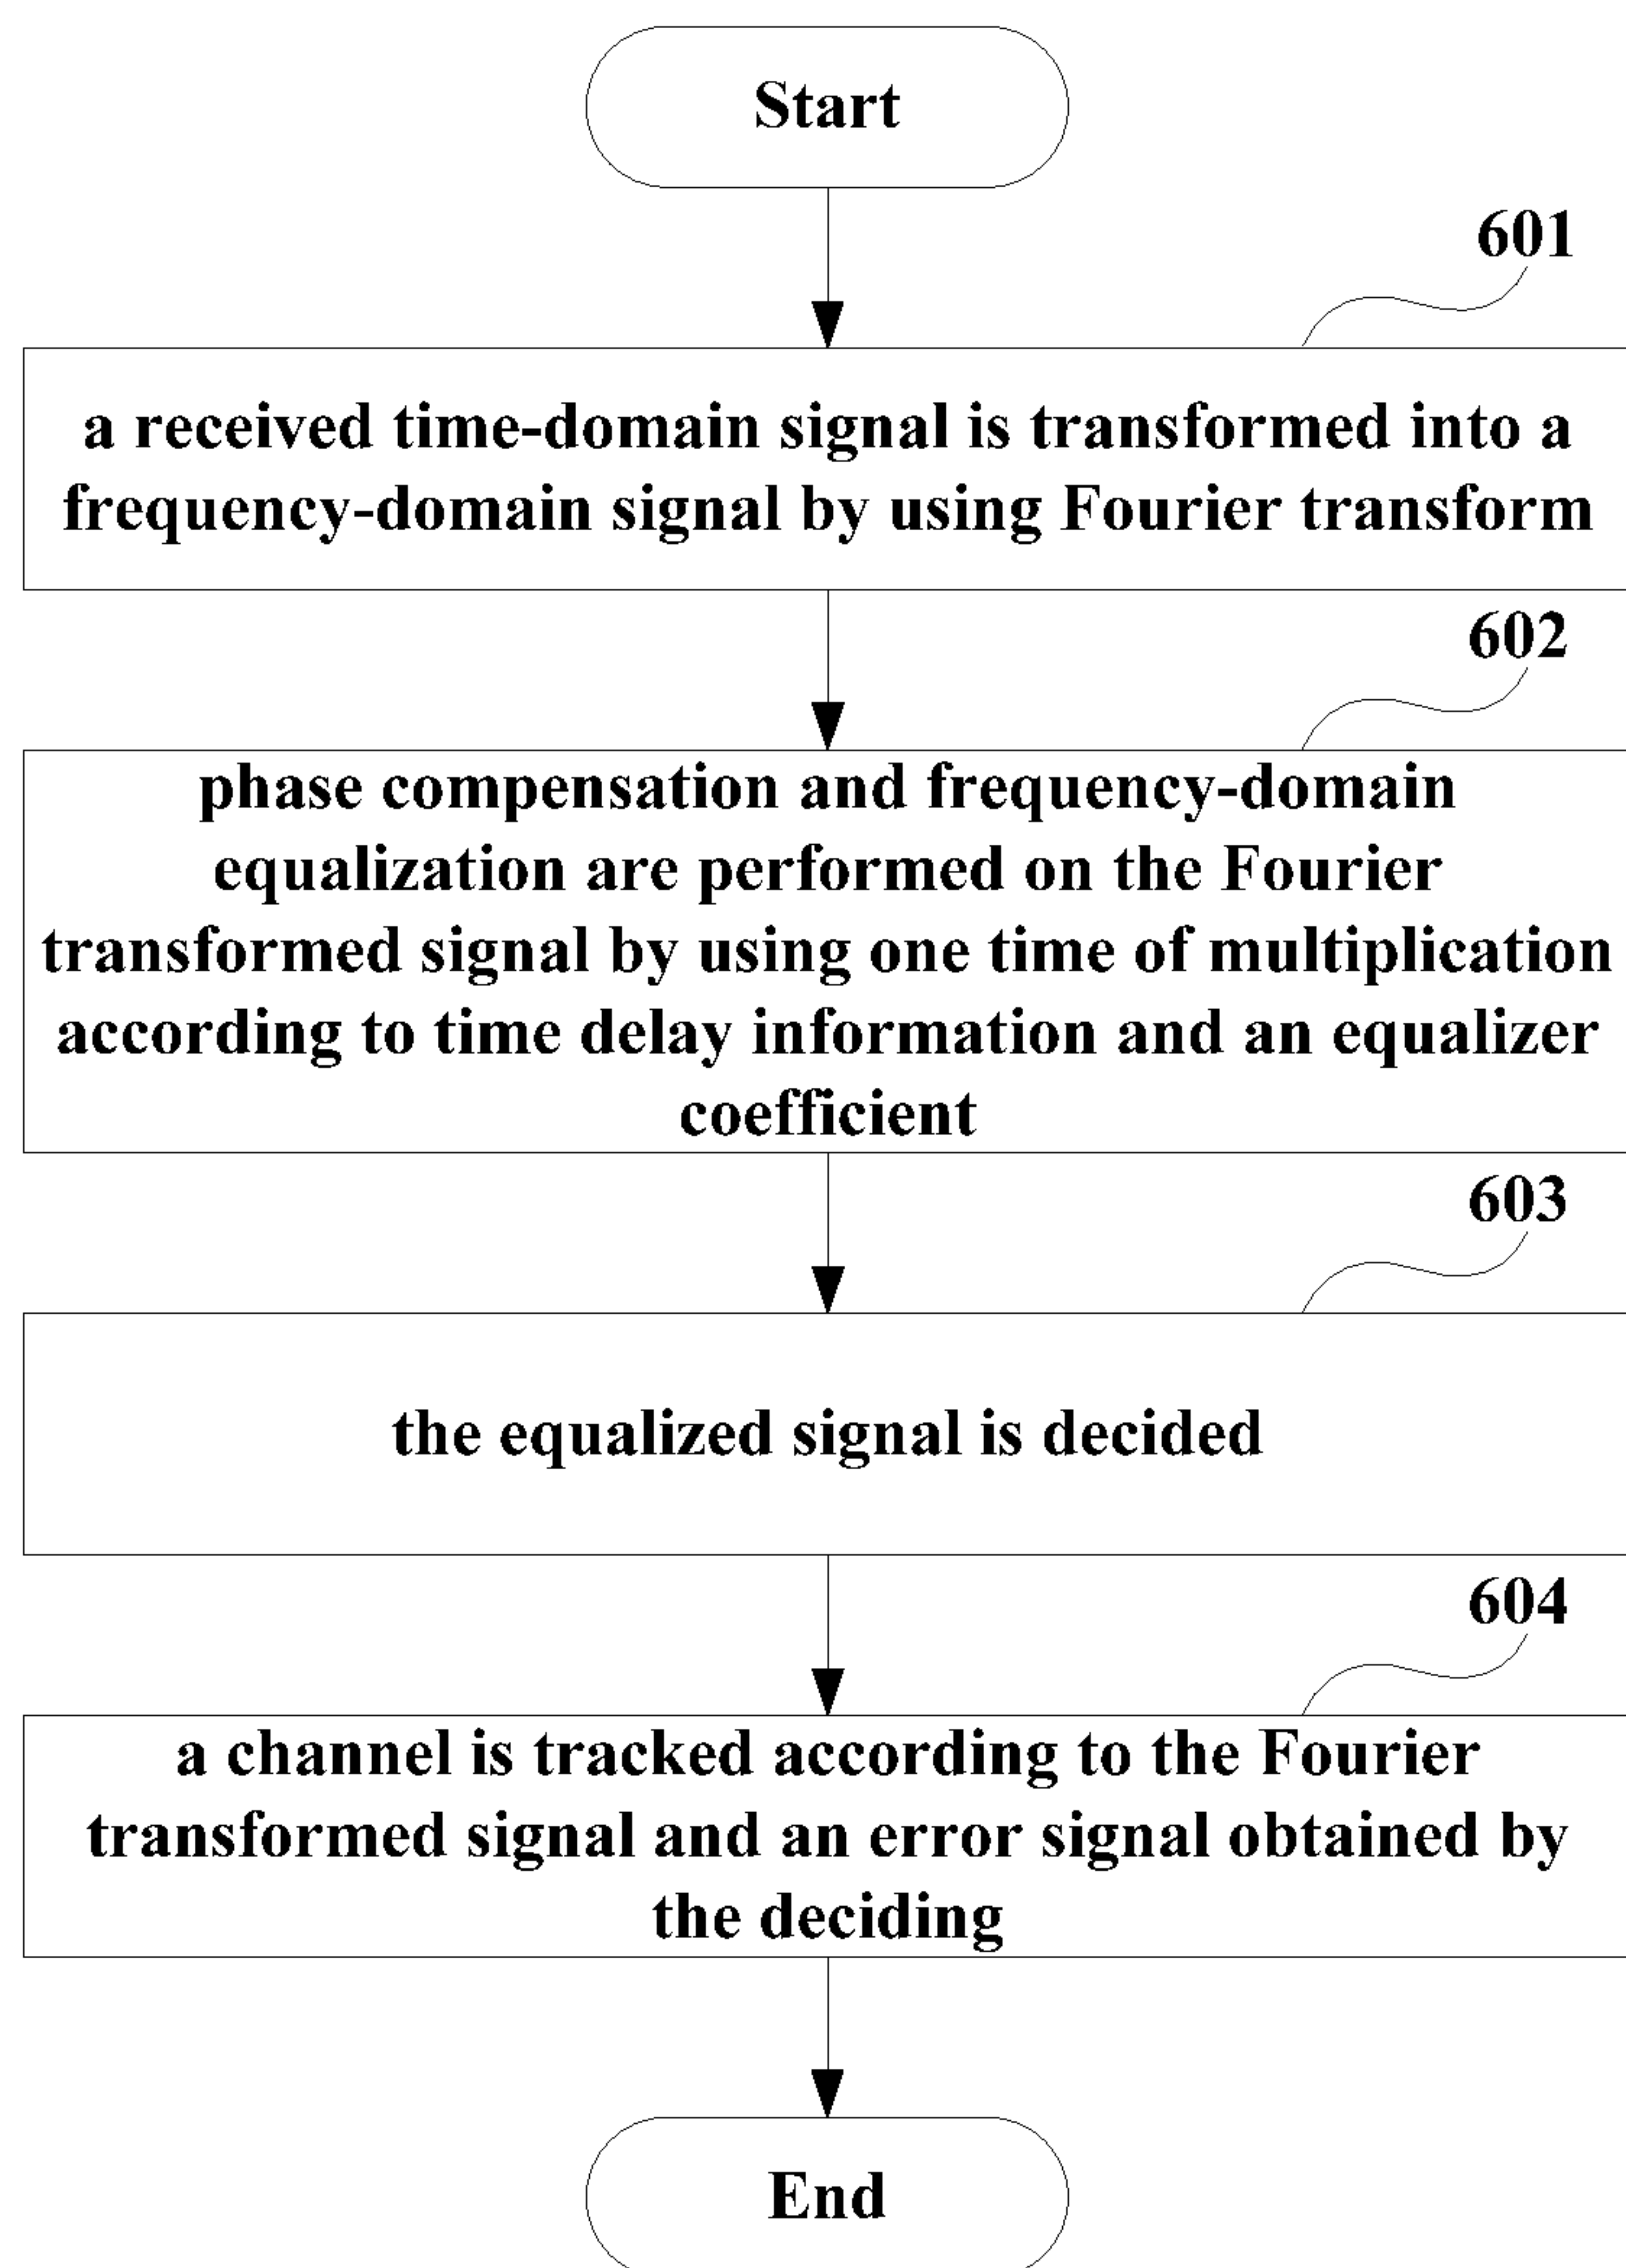 Start
601
a received time-domain signal is transformed into a
frequency-domain signal by using Fourier transform
602
phase compensation and frequency-domain
equalization are performed on the Fourier
transformed signal by using one time of multiplication
according to time delay information and an equalizer
coefficient
603
the equalized signal is decided
604
a channel is tracked according to the Fourier
transformed signal and an error signal obtained by
the deciding
End